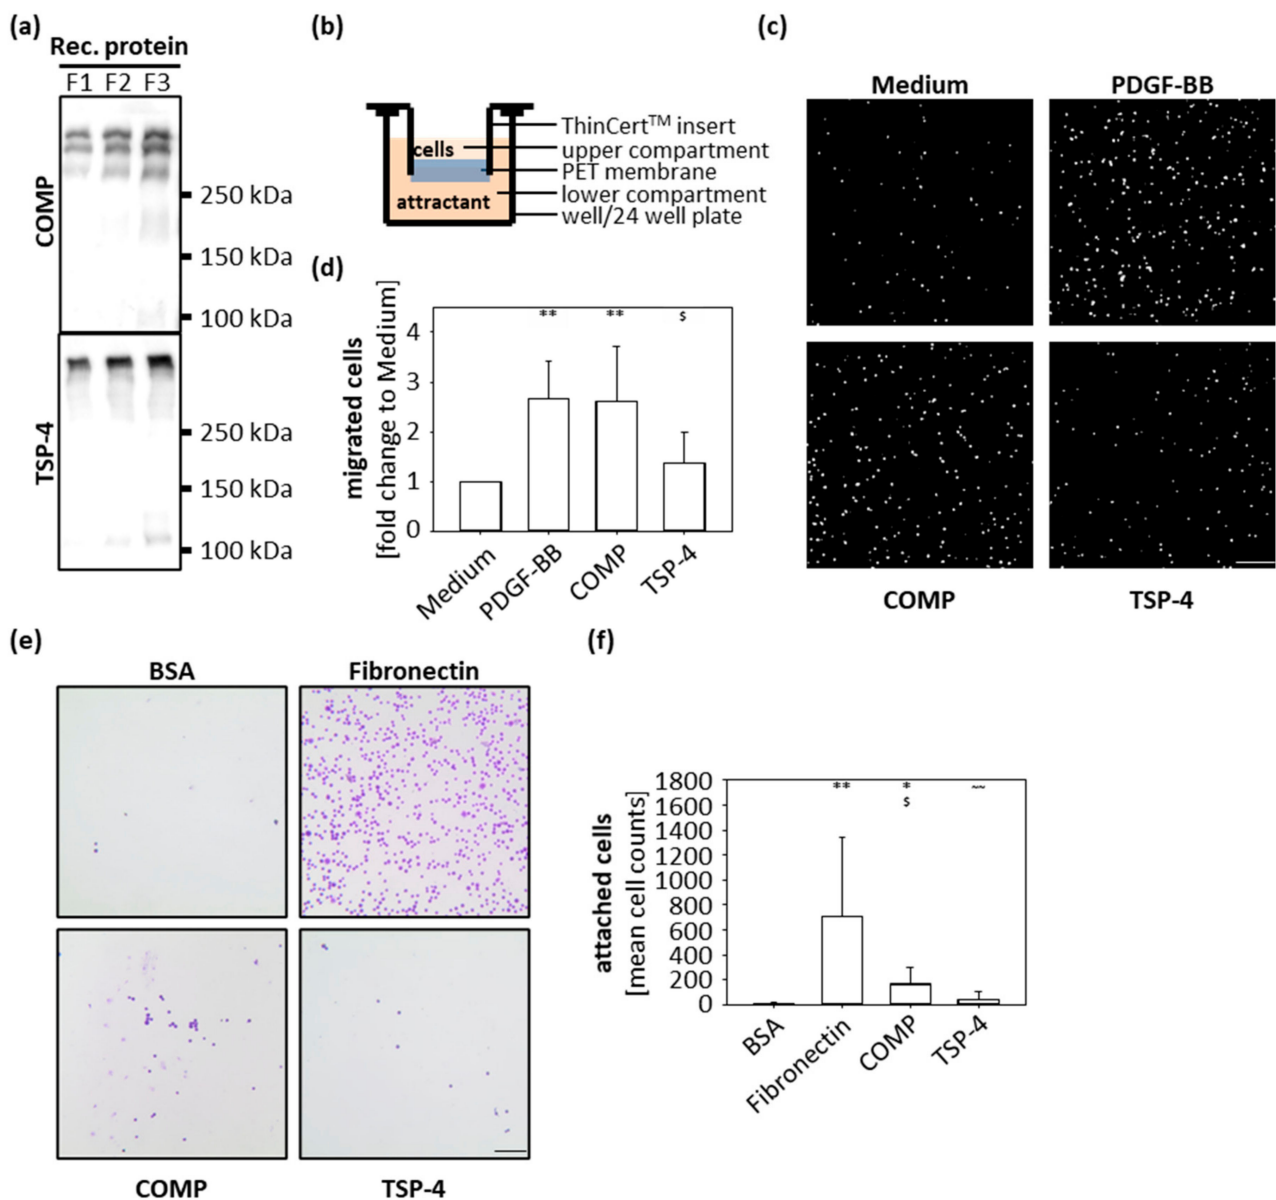 (a)
Rec. protein
F1 F2 F3
COMP
250 kDa
150 kDa
100 kDa
TSP-4
250 kDa
150 kDa
100 kDa
(b)
cells
attractant
ThinCert™ insert
upper compartment
PET membrane
lower compartment
well/24 well plate
(c)
Medium PDGF-BB
COMP TSP-4
(d)
migrated cells
[fold change to Medium]
** ** $
4
3
2
1
0
Medium PDGF-BB COMP TSP-4
(e)
BSA Fibronectin
COMP TSP-4
(f)
attached cells
[mean cell counts]
** * ~~
$
1800
1600
1400
1200
1000
800
600
400
200
0
BSA Fibronectin COMP TSP-4